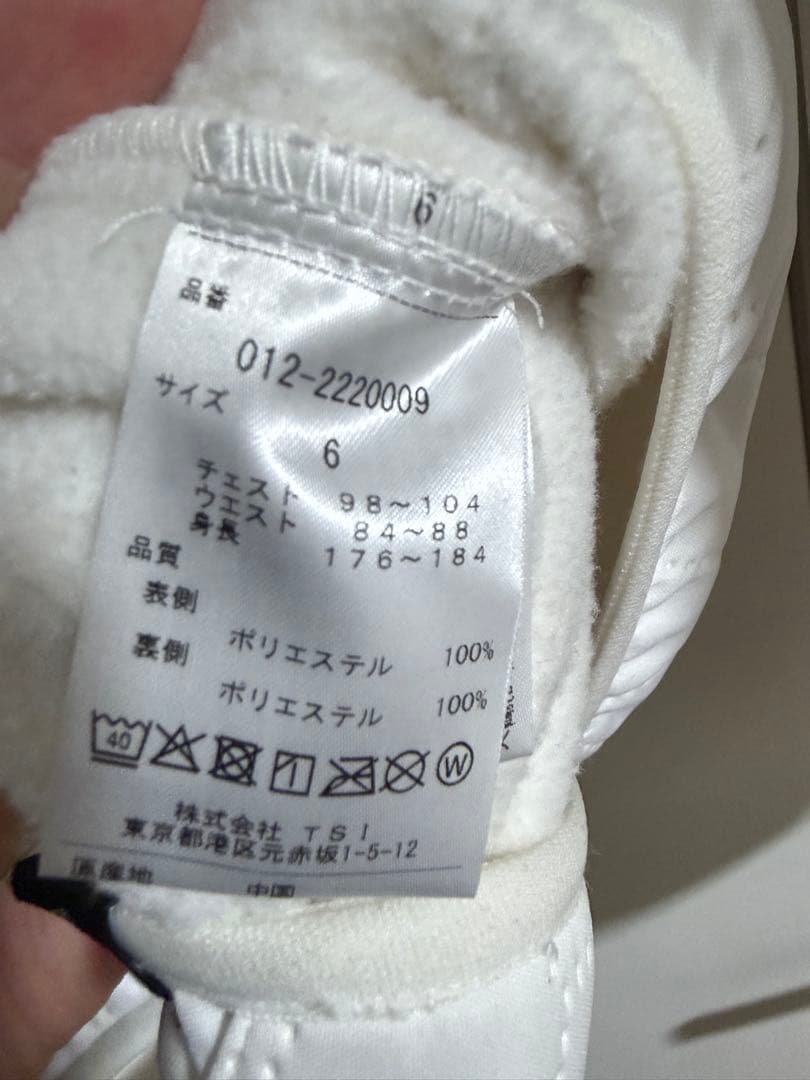 6
品番
012-2220009
サイズ
6
チェスト 98～104
ウエスト 84～88
身長 176～184
品質
表側
ポリエステル 100%
裏側
ポリエステル 100%
40 W
株式会社 TSI
東京都港区元赤坂1-5-12
原産地 中国